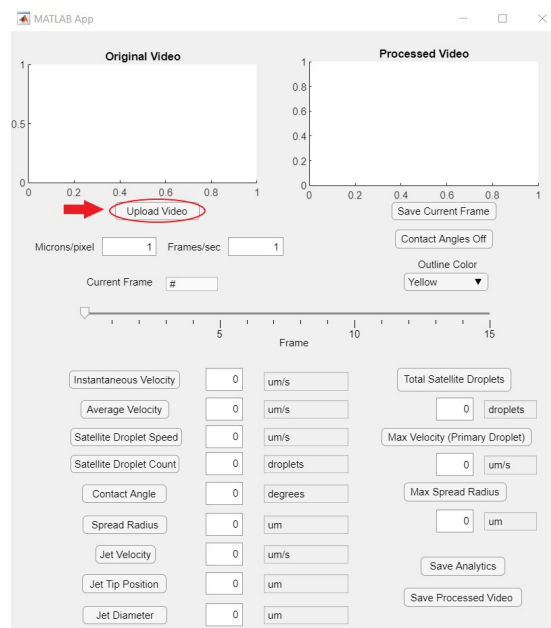 MATLAB App
Original Video
Processed Video
1
0.5
0
0 0.2 0.4 0.6 0.8 1
1
0.8
0.6
0.4
0.2
0
0 0.2 0.4 0.6 0.8 1
Upload Video
Save Current Frame
Microns/pixel 1 Frames/sec 1
Contact Angles Off
Outline Color
Current Frame #
Yellow
5 10 15
Frame
Instantaneous Velocity 0 um/s
Total Satellite Droplets
Average Velocity 0 um/s
0 droplets
Satellite Droplet Speed 0 um/s
Max Velocity (Primary Droplet)
Satellite Droplet Count 0 droplets
0 um/s
Contact Angle 0 degrees
Max Spread Radius
Spread Radius 0 um
0 um
Jet Velocity 0 um/s
Save Analytics
Jet Tip Position 0 um
Save Processed Video
Jet Diameter 0 um